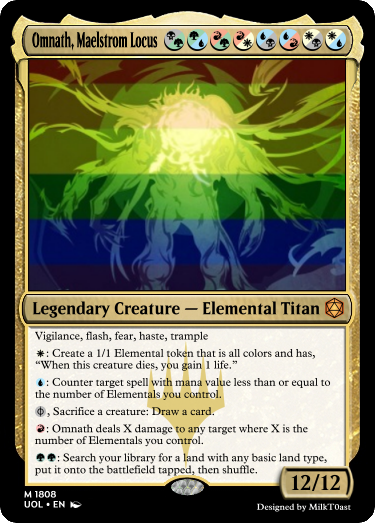 Omnath, Maelstrom Locus
Legendary Creature — Elemental Titan
Vigilance, flash, fear, haste, trample
: Create a 1/1 Elemental token that is all colors and has,
“When this creature dies, you gain 1 life.”
: Counter target spell with mana value less than or equal to
the number of Elementals you control.
, Sacrifice a creature: Draw a card.
: Omnath deals X damage to any target where X is
the number of Elementals you control.
: Search your library for a land with any basic land type,
put it onto the battlefield tapped, then shuffle.
12/12
M 1808
UOL • EN
Designed by MilkT0ast